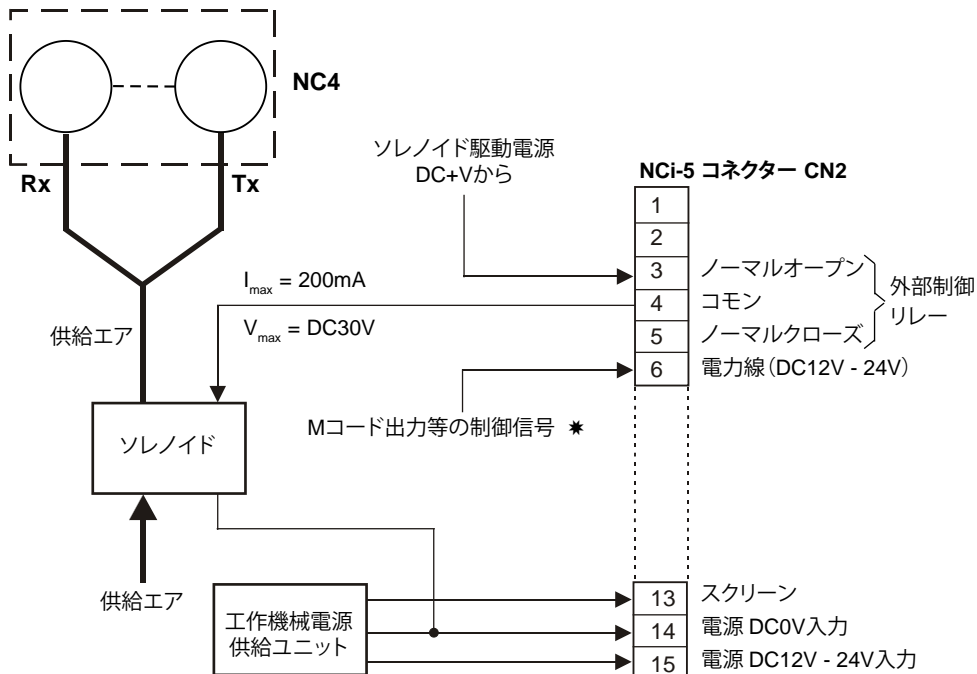 NC4
Rx
Tx
ソレノイド駆動電源
DC+Vから
NCi-5 コネクター CN2
1
2
3 ノーマルオープン
4 コモン
5 ノーマルクローズ
外部制御
リレー
6 電力線（DC12V - 24V）
Imax = 200mA
Vmax = DC30V
供給エア
Mコード出力等の制御信号 ✷
ソレノイド
供給エア
工作機械電源
供給ユニット
13 スクリーン
14 電源 DC0V入力
15 電源 DC12V - 24V入力